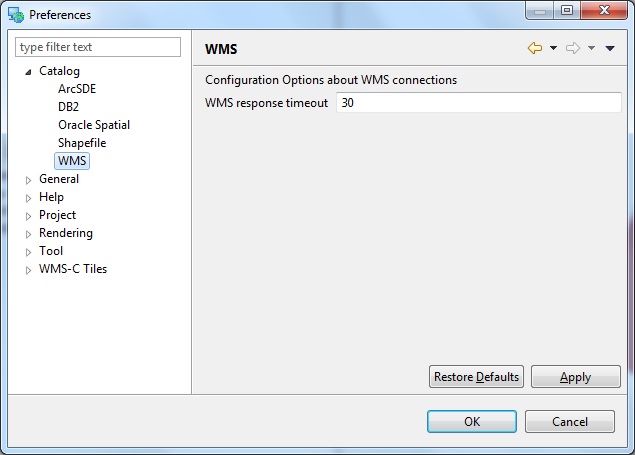 Preferences
type filter text
Catalog
ArcSDE
DB2
Oracle Spatial
Shapefile
WMS
General
Help
Project
Rendering
Tool
WMS-C Tiles
WMS
Configuration Options about WMS connections
WMS response timeout 30
Restore Defaults Apply
OK Cancel